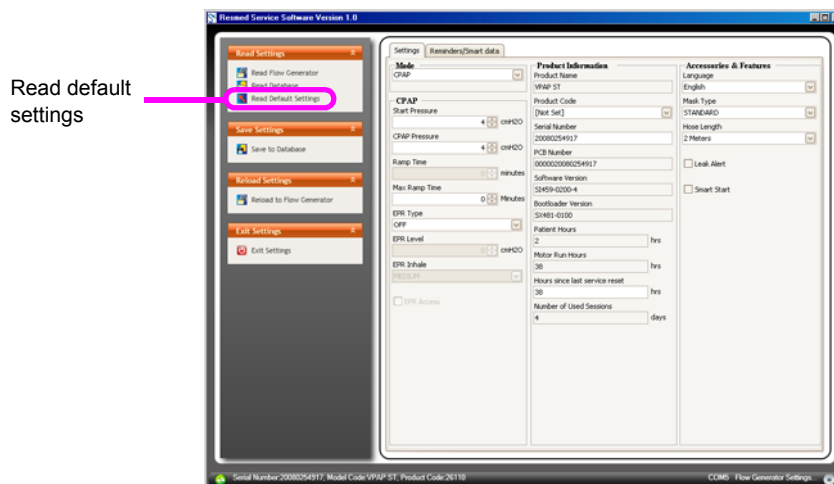 Resmed Service Software Version 1.0
Read default
settings
Read Settings
Read Flow Generator
Read Database
Read Default Settings
Save Settings
Save to Database
Reload Settings
Reload to Flow Generator
Exit Settings
Exit Settings
Settings
Reminders/Smart data
Mode
CPAP
CPAP
Start Pressure
4 cmH2O
CPAP Pressure
4 cmH2O
Ramp Time
minutes
Max Ramp Time
0 Minutes
EPR Type
OFF
EPR Level
cmH2O
EPR Inhale
MEDIUM
EPR Access
Product Information
Product Name
VPAP ST
Product Code
[Not Set]
Serial Number
20080254917
PCB Number
0000020080254917
Software Version
SI459-0200-4
Bootloader Version
SX481-0100
Patient Hours
2 hrs
Motor Run Hours
38 hrs
Hours since last service reset
38 hrs
Number of Used Sessions
4 days
Accessories & Features
Language
English
Mask Type
STANDARD
Hose Length
2 Meters
Leak Alert
Smart Start
Serial Number:20080254917, Model Code:VPAP ST, Product Code:26110
COM5 Flow Generator Settings...